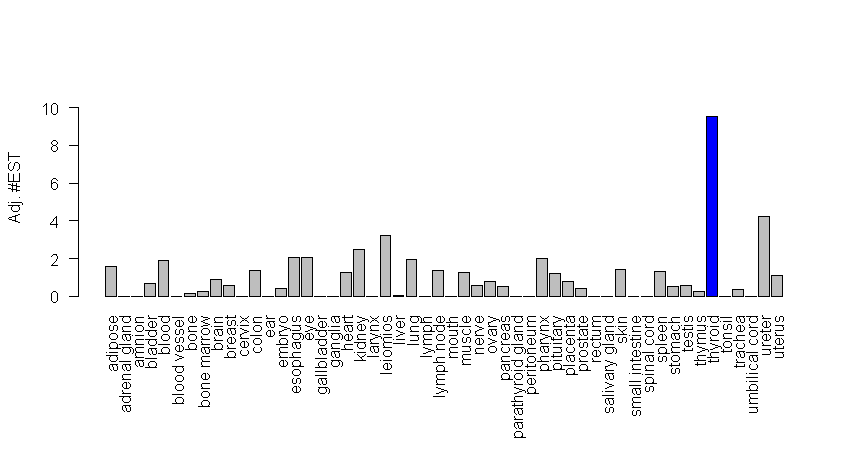 Adj. #EST
10
8
6
4
2
0
adipose
adrenal gland
amnion
bladder
blood
blood vessel
bone
bone marrow
brain
breast
cervix
colon
ear
embryo
esophagus
eye
gallbladder
ganglia
heart
kidney
larynx
leiomios
liver
lung
lymph
lymph node
mouth
muscle
nerve
ovary
pancreas
parathyroid gland
peritoneum
pharynx
pituitary
placenta
prostate
rectum
salivary gland
skin
small intestine
spinal cord
spleen
stomach
testis
thymus
thyroid
tonsil
trachea
umbilical cord
ureter
uterus